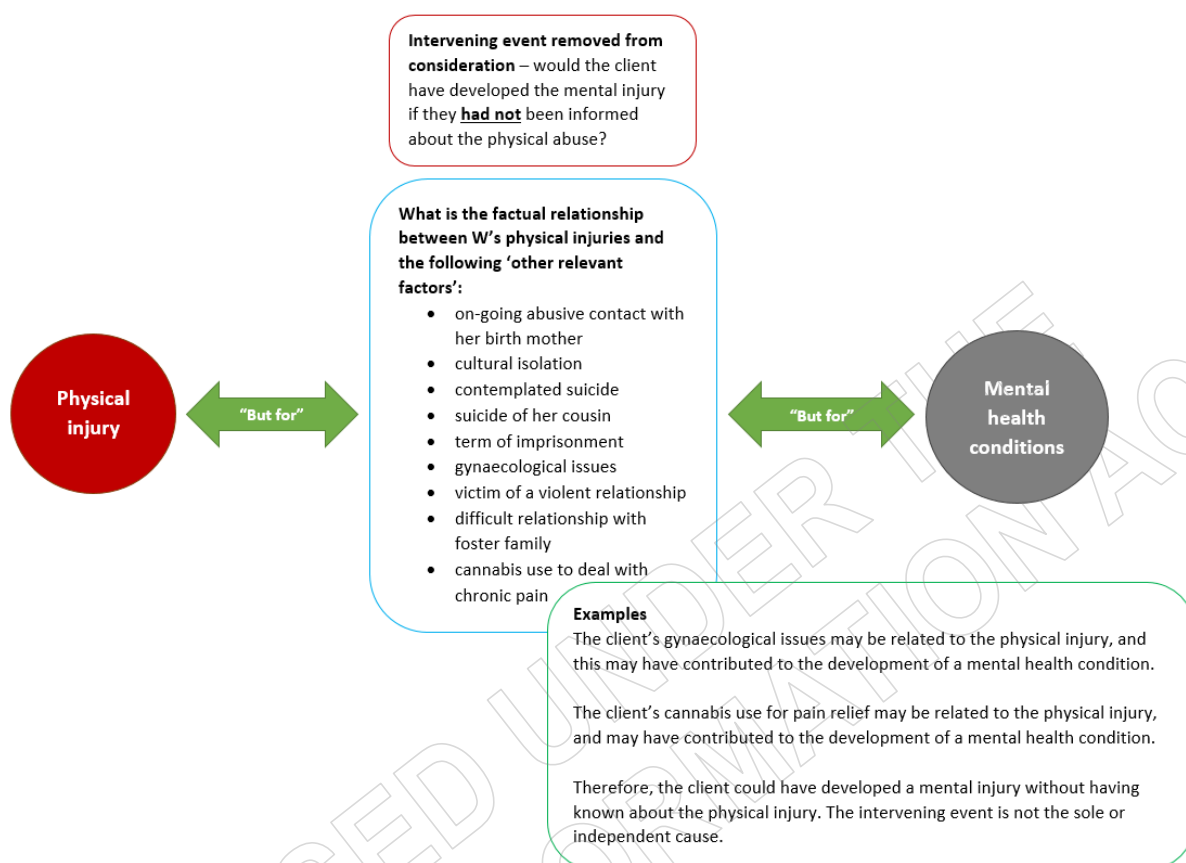 Intervening event removed from
consideration – would the client
have developed the mental injury
if they had not been informed
about the physical abuse?
What is the factual relationship
between W’s physical injuries and
the following ‘other relevant
factors’:
• on-going abusive contact with
her birth mother
• cultural isolation
• contemplated suicide
• suicide of her cousin
• term of imprisonment
• gynaecological issues
• victim of a violent relationship
• difficult relationship with
foster family
• cannabis use to deal with
chronic pain
Physical
injury
“But for”
“But for”
Mental
health
conditions
Examples
The client’s gynaecological issues may be related to the physical injury, and
this may have contributed to the development of a mental health condition.
The client’s cannabis use for pain relief may be related to the physical injury,
and may have contributed to the development of a mental health condition.
Therefore, the client could have developed a mental injury without having
known about the physical injury. The intervening event is not the sole or
independent cause.
UNDER THE